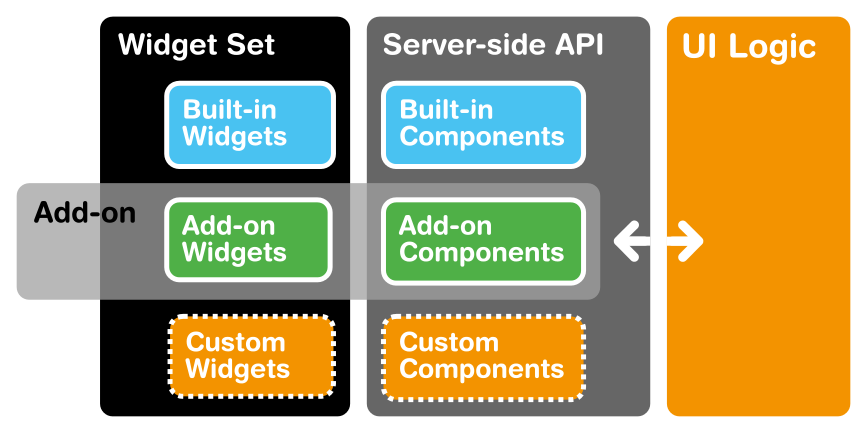 Widget Set
Server-side API
UI Logic
Built-in
Widgets
Built-in
Components
Add-on
Add-on
Widgets
Add-on
Components
Custom
Widgets
Custom
Components